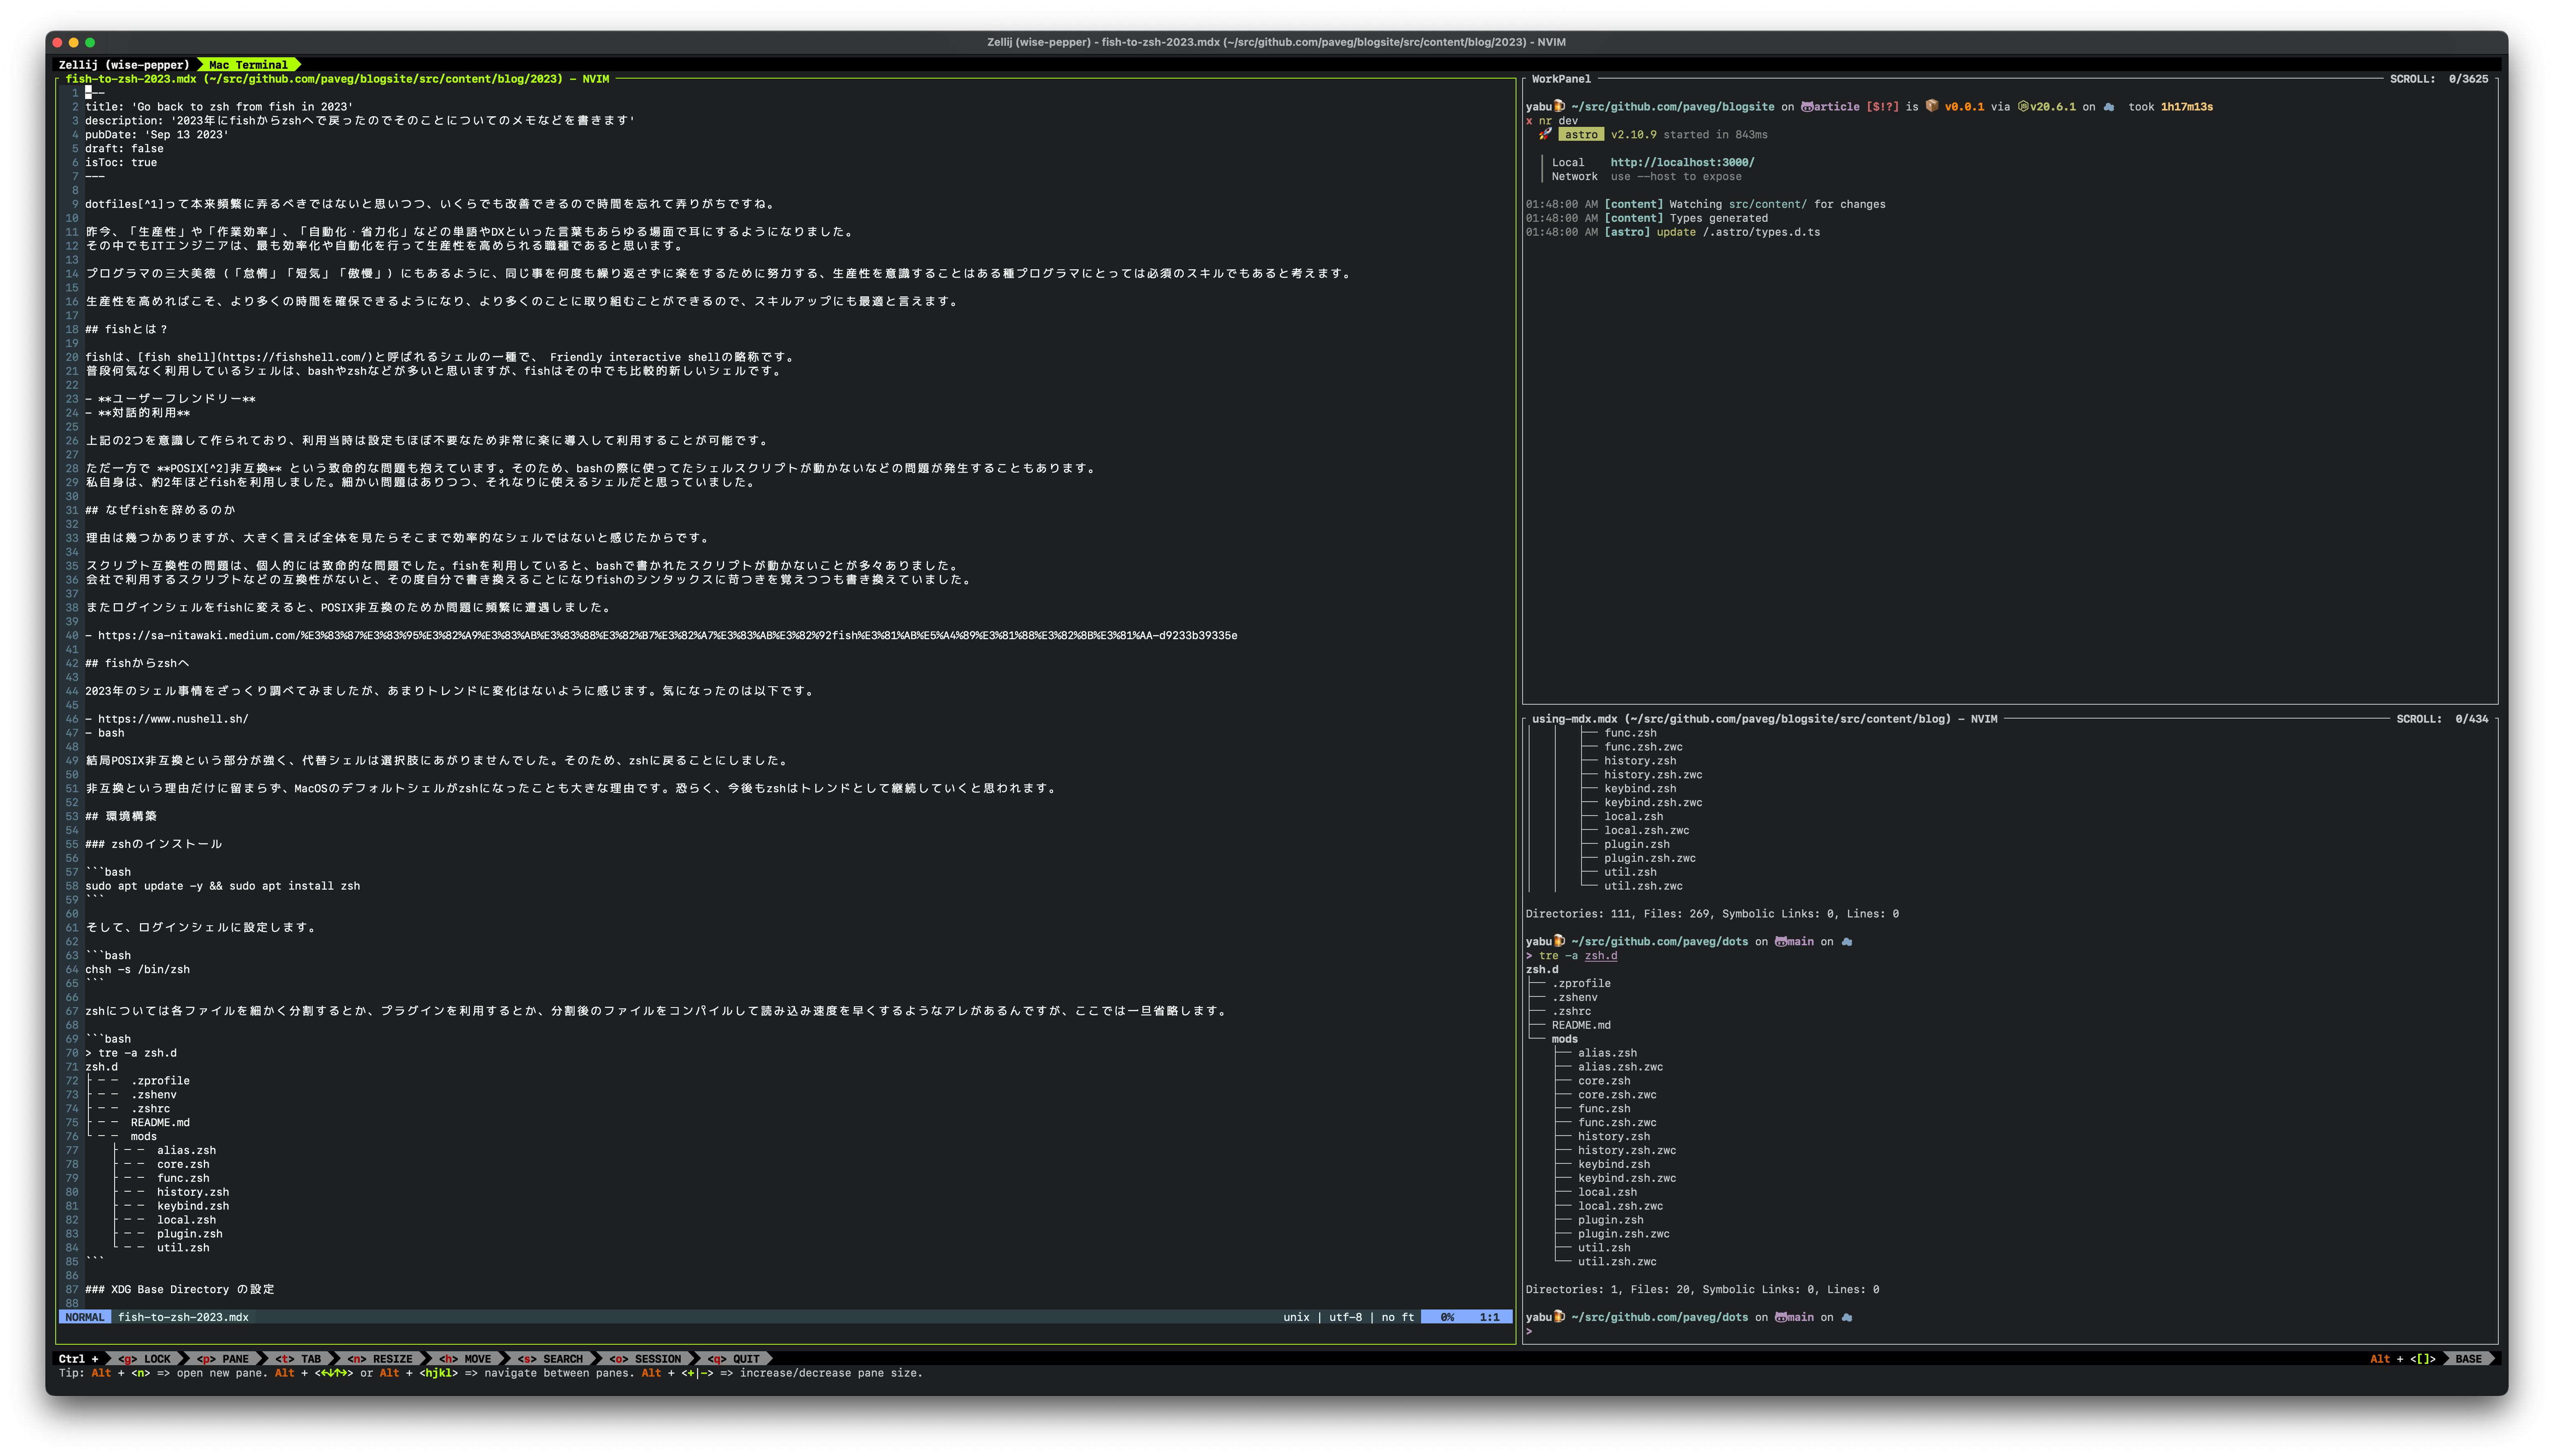 Zellij (wise-pepper) - fish-to-zsh-2023.mdx (~/src/github.com/paveg/blogsite/src/content/blog/2023) - NVIM
Zellij (wise-pepper) Mac Terminal
fish-to-zsh-2023.mdx (~/src/github.com/paveg/blogsite/src/content/blog/2023) - NVIM
1 ---
2 title: 'Go back to zsh from fish in 2023'
3 description: '2023年にfishからzshへで戻ったのでそのことについてのメモなどを書きます'
4 pubDate: 'Sep 13 2023'
5 draft: false
6 isToc: true
7 ---
8
9 dotfiles[^1]って本来頻繁に弄るべきではないと思いつつ、いくらでも改善できるので時間を忘れて弄りがちですね。
10
11 昨今、「生産性」や「作業効率」、「自動化・省力化」などの単語やDXといった言葉もあらゆる場面で耳にするようになりました。
12 その中でもITエンジニアは、最も効率化や自動化を行って生産性を高められる職種であると思います。
13
14 プログラマの三大美徳（「怠惰」「短気」「傲慢」）にもあるように、同じ事を何度も繰り返さずに楽をするために努力する、生産性を意識することはある種プログラマにとっては必須のスキルでもあると考えます。
15
16 生産性を高めればこそ、より多くの時間を確保できるようになり、より多くのことに取り組むことができるので、スキルアップにも最適と言えます。
17
18 ## fishとは？
19
20 fishは、[fish shell](https://fishshell.com/)と呼ばれるシェルの一種で、 Friendly interactive shellの略称です。
21 普段何気なく利用しているシェルは、bashやzshなどが多いと思いますが、fishはその中でも比較的新しいシェルです。
22
23 - **ユーザーフレンドリー**
24 - **対話的利用**
25
26 上記の2つを意識して作られており、利用当時は設定もほぼ不要なため非常に楽に導入して利用することが可能です。
27
28 ただ一方で **POSIX[^2]非互換** という致命的な問題も抱えています。そのため、bashの際に使ってたシェルスクリプトが動かないなどの問題が発生することもあります。
29 私自身は、約2年ほどfishを利用しました。細かい問題はありつつ、それなりに使えるシェルだと思っていました。
30
31 ## なぜfishを辞めるのか
32
33 理由は幾つかありますが、大きく言えば全体を見たらそこまで効率的なシェルではないと感じたからです。
34
35 スクリプト互換性の問題は、個人的には致命的な問題でした。fishを利用していると、bashで書かれたスクリプトが動かないことが多々ありました。
36 会社で利用するスクリプトなどの互換性がないと、その度自分で書き換えることになりfishのシンタックスに苛つきを覚えつつも書き換えていました。
37
38 またログインシェルをfishに変えると、POSIX非互換のためか問題に頻繁に遭遇しました。
39
40 - https://sa-nitawaki.medium.com/%E3%83%87%E3%83%95%E3%82%A9%E3%83%AB%E3%83%88%E3%82%B7%E3%82%A7%E3%83%AB%E3%82%92fish%E3%81%AB%E5%A4%89%E3%81%88%E3%82%8B%E3%81%AA-d9233b39335e
41
42 ## fishからzshへ
43
44 2023年のシェル事情をざっくり調べてみましたが、あまりトレンドに変化はないように感じます。気になったのは以下です。
45
46 - https://www.nushell.sh/
47 - bash
48
49 結局POSIX非互換という部分が強く、代替シェルは選択肢にあがりませんでした。そのため、zshに戻ることにしました。
50
51 非互換という理由だけに留まらず、MacOSのデフォルトシェルがzshになったことも大きな理由です。恐らく、今後もzshはトレンドとして継続していくと思われます。
52
53 ## 環境構築
54
55 ### zshのインストール
56
57 ```bash
58 sudo apt update -y && sudo apt install zsh
59 ```
60
61 そして、ログインシェルに設定します。
62
63 ```bash
64 chsh -s /bin/zsh
65 ```
66
67 zshについては各ファイルを細かく分割するとか、プラグインを利用するとか、分割後のファイルをコンパイルして読み込み速度を早くするようなアレがあるんですが、ここでは一旦省略します。
68
69 ```bash
70 > tre -a zsh.d
71 zsh.d
72 ├── .zprofile
73 ├── .zshenv
74 ├── .zshrc
75 ├── README.md
76 └── mods
77     ├── alias.zsh
78     ├── core.zsh
79     ├── func.zsh
80     ├── history.zsh
81     ├── keybind.zsh
82     ├── local.zsh
83     ├── plugin.zsh
84     └── util.zsh
85 ```
86
87 ### XDG Base Directory の設定
88
NORMAL fish-to-zsh-2023.mdx unix | utf-8 | no ft 0% 1:1
WorkPanel SCROLL: 0/3625
yabu🍺 ~/src/github.com/paveg/blogsite on article [$!?] is 📦 v0.0.1 via v20.6.1 on took 1h17m13s
x nr dev
🚀 astro v2.10.9 started in 843ms
┃ Local http://localhost:3000/
┃ Network use --host to expose
01:48:00 AM [content] Watching src/content/ for changes
01:48:00 AM [content] Types generated
01:48:00 AM [astro] update /.astro/types.d.ts
using-mdx.mdx (~/src/github.com/paveg/blogsite/src/content/blog) - NVIM SCROLL: 0/434
│   │   ├── func.zsh
│   │   ├── func.zsh.zwc
│   │   ├── history.zsh
│   │   ├── history.zsh.zwc
│   │   ├── keybind.zsh
│   │   ├── keybind.zsh.zwc
│   │   ├── local.zsh
│   │   ├── local.zsh.zwc
│   │   ├── plugin.zsh
│   │   ├── plugin.zsh.zwc
│   │   ├── util.zsh
│   │   └── util.zsh.zwc
Directories: 111, Files: 269, Symbolic Links: 0, Lines: 0
yabu🍺 ~/src/github.com/paveg/dots on main on
> tre -a zsh.d
zsh.d
├── .zprofile
├── .zshenv
├── .zshrc
├── README.md
└── mods
    ├── alias.zsh
    ├── alias.zsh.zwc
    ├── core.zsh
    ├── core.zsh.zwc
    ├── func.zsh
    ├── func.zsh.zwc
    ├── history.zsh
    ├── history.zsh.zwc
    ├── keybind.zsh
    ├── keybind.zsh.zwc
    ├── local.zsh
    ├── local.zsh.zwc
    ├── plugin.zsh
    ├── plugin.zsh.zwc
    ├── util.zsh
    └── util.zsh.zwc
Directories: 1, Files: 20, Symbolic Links: 0, Lines: 0
yabu🍺 ~/src/github.com/paveg/dots on main on
>
Ctrl + <g> LOCK <p> PANE <t> TAB <n> RESIZE <h> MOVE <s> SEARCH <o> SESSION <q> QUIT Alt + <[]> BASE
Tip: Alt + <n> => open new pane. Alt + <←↓↑→> or Alt + <hjkl> => navigate between panes. Alt + <+|-> => increase/decrease pane size.